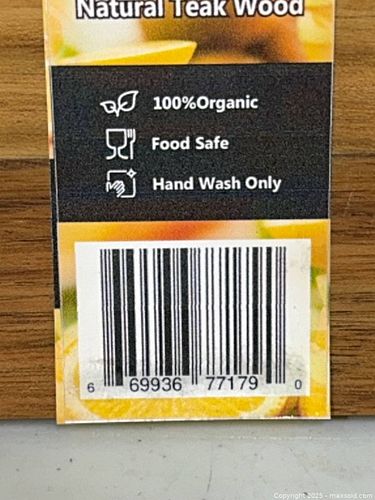 Natural Teak Wood
100%Organic
Food Safe
Hand Wash Only
6 69936 77179 0
Copyright 2025 - maxsold.com